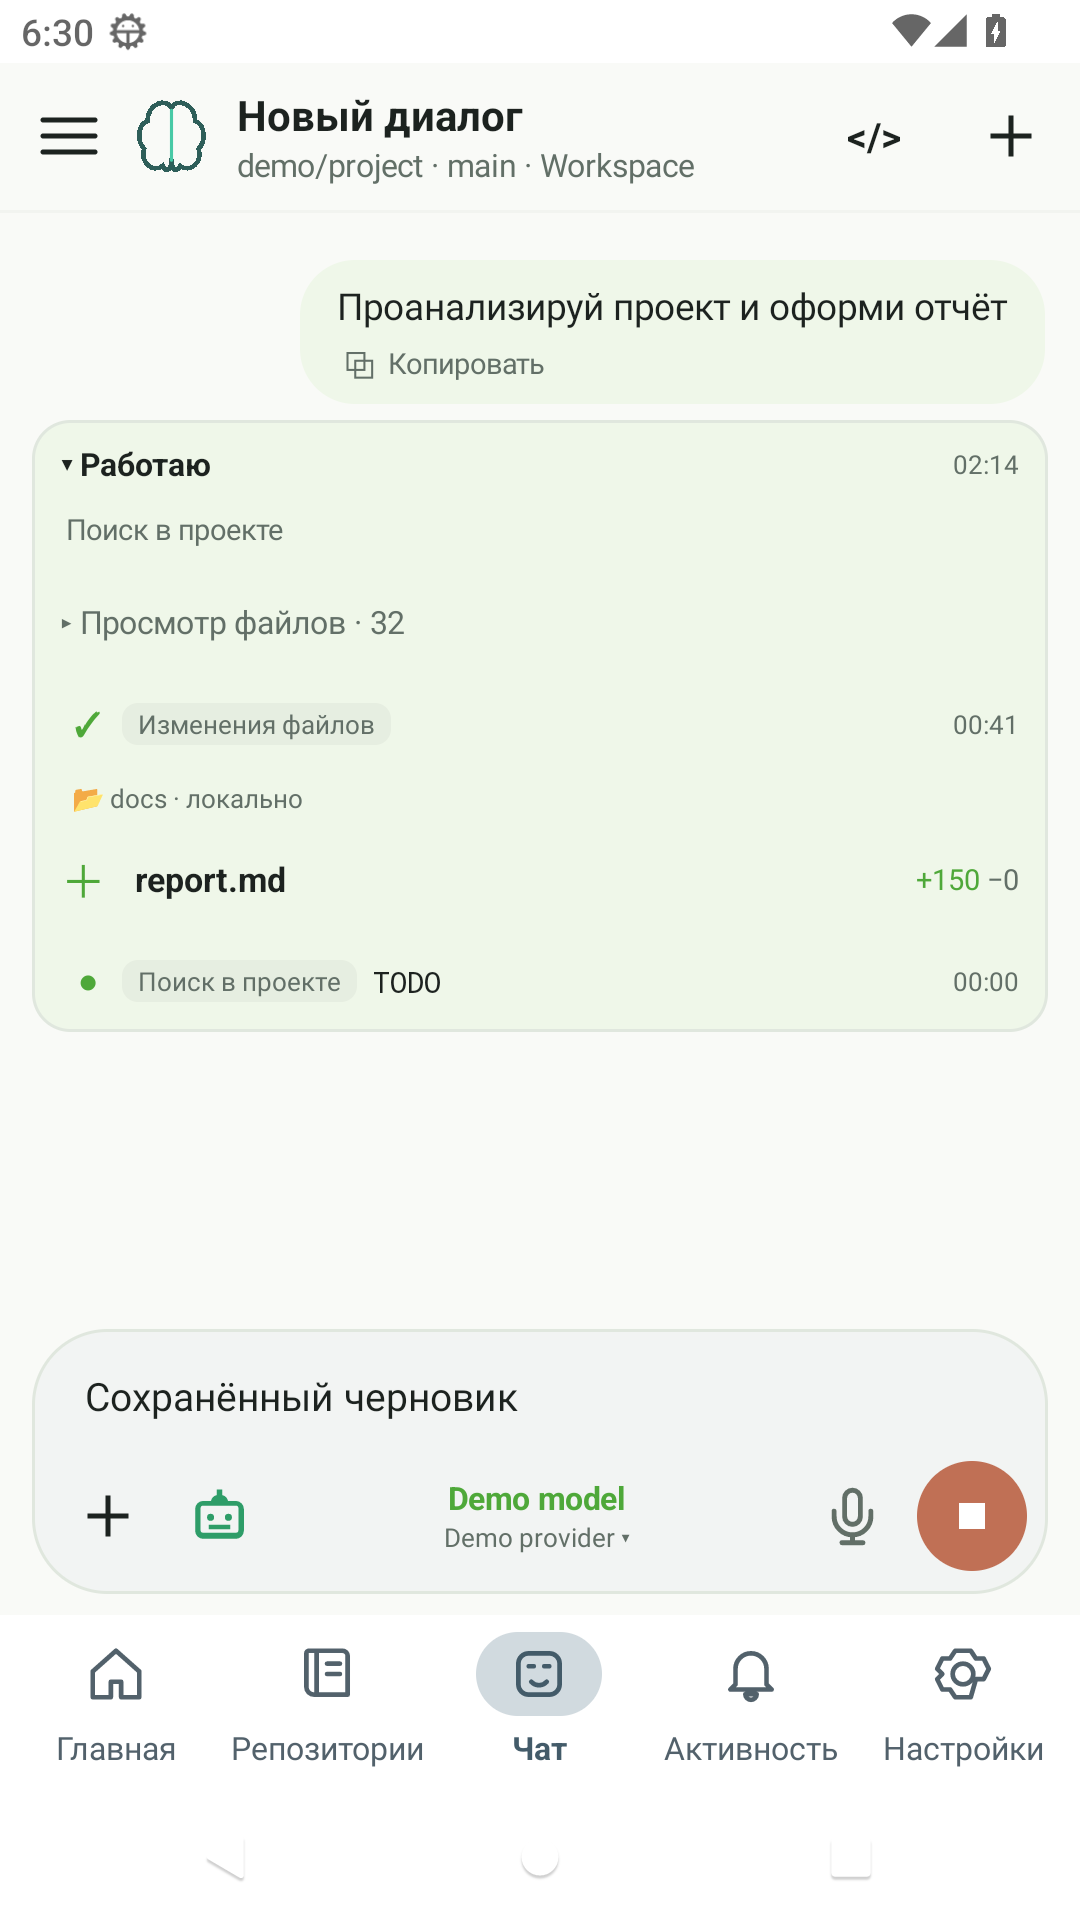 6:30
Новый диалог
demo/project · main · Workspace
</>
Проанализируй проект и оформи отчёт
Копировать
▾ Работаю 02:14
Поиск в проекте
▸ Просмотр файлов · 32
✓ Изменения файлов 00:41
docs · локально
+ report.md +150 −0
● Поиск в проекте TODO 00:00
Сохранённый черновик
Demo model
Demo provider ▾
Главная Репозитории Чат Активность Настройки